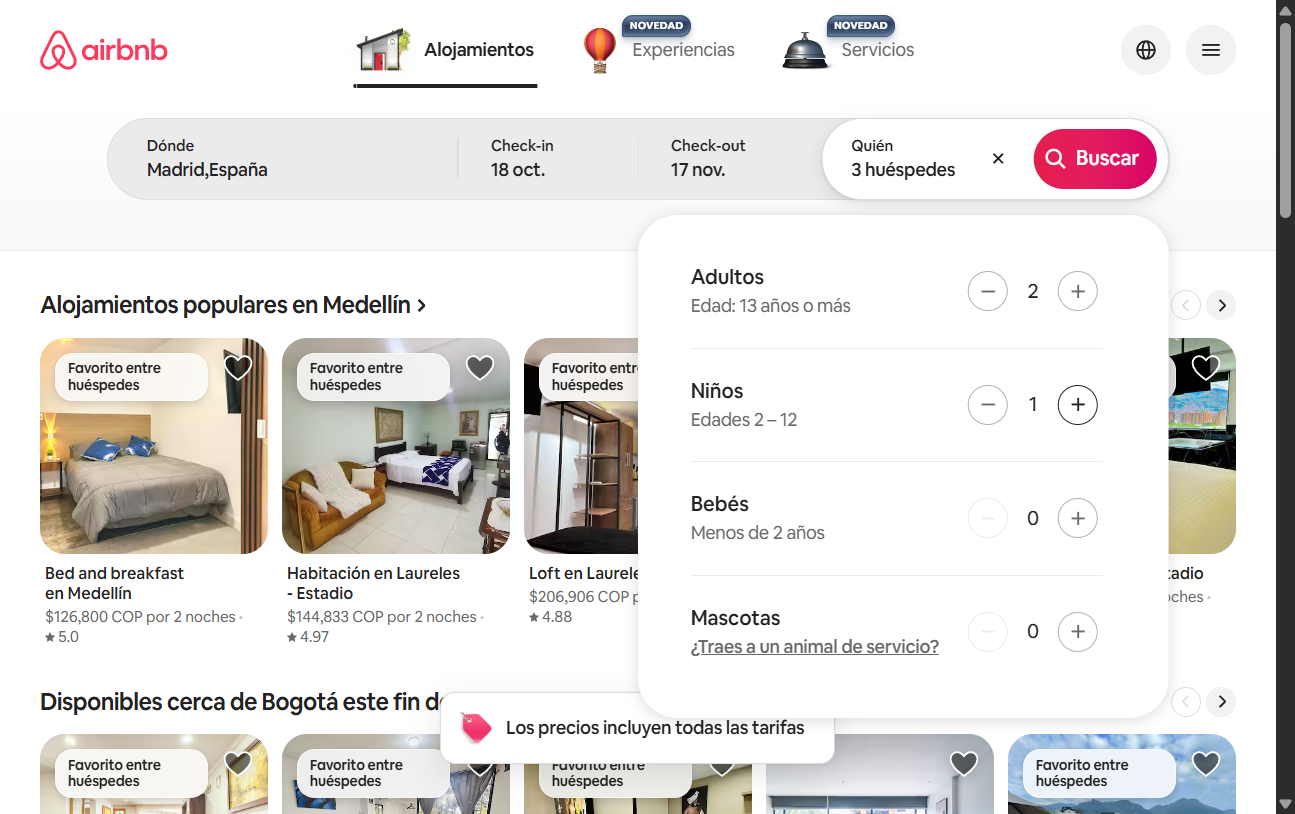 airbnb
Alojamientos
NOVEDAD
Experiencias
NOVEDAD
Servicios
Dónde
Madrid,España
Check-in
18 oct.
Check-out
17 nov.
Quién
3 huéspedes
Buscar
Adultos
Edad: 13 años o más
2
Niños
Edades 2 – 12
1
Bebés
Menos de 2 años
0
Mascotas
¿Traes a un animal de servicio?
0
Alojamientos populares en Medellín
Favorito entre
huéspedes
Favorito entre
huéspedes
Favorito entre
huéspedes
Bed and breakfast
en Medellín
$126,800 COP por 2 noches ·
5.0
Habitación en Laureles
- Estadio
$144,833 COP por 2 noches ·
4.97
Loft en Laurele
$206,906 COP p
4.88
tadio
oches ·
Disponibles cerca de Bogotá este fin de
Los precios incluyen todas las tarifas
Favorito entre
huéspedes
Favorito entre
huéspedes
Favorito entre
huéspedes
Favorito entre
huéspedes